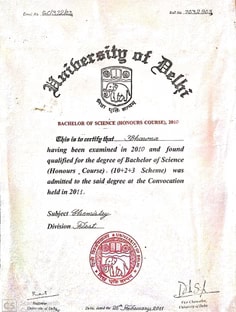 University of Delhi
BACHELOR OF SCIENCE (HONOURS COURSE), 2010
This is to certify that Bhawna
having been examined in 2010 and found
qualified for the degree of Bachelor of Science
(Honours Course) (10+2+3 Scheme) was
admitted to the said degree at the Convocation
held in 2011.
Subject Chemistry
Division First
Registrar
University of Delhi
Delhi, dated the February 2011
Vice Chancellor
University of Delhi
CS